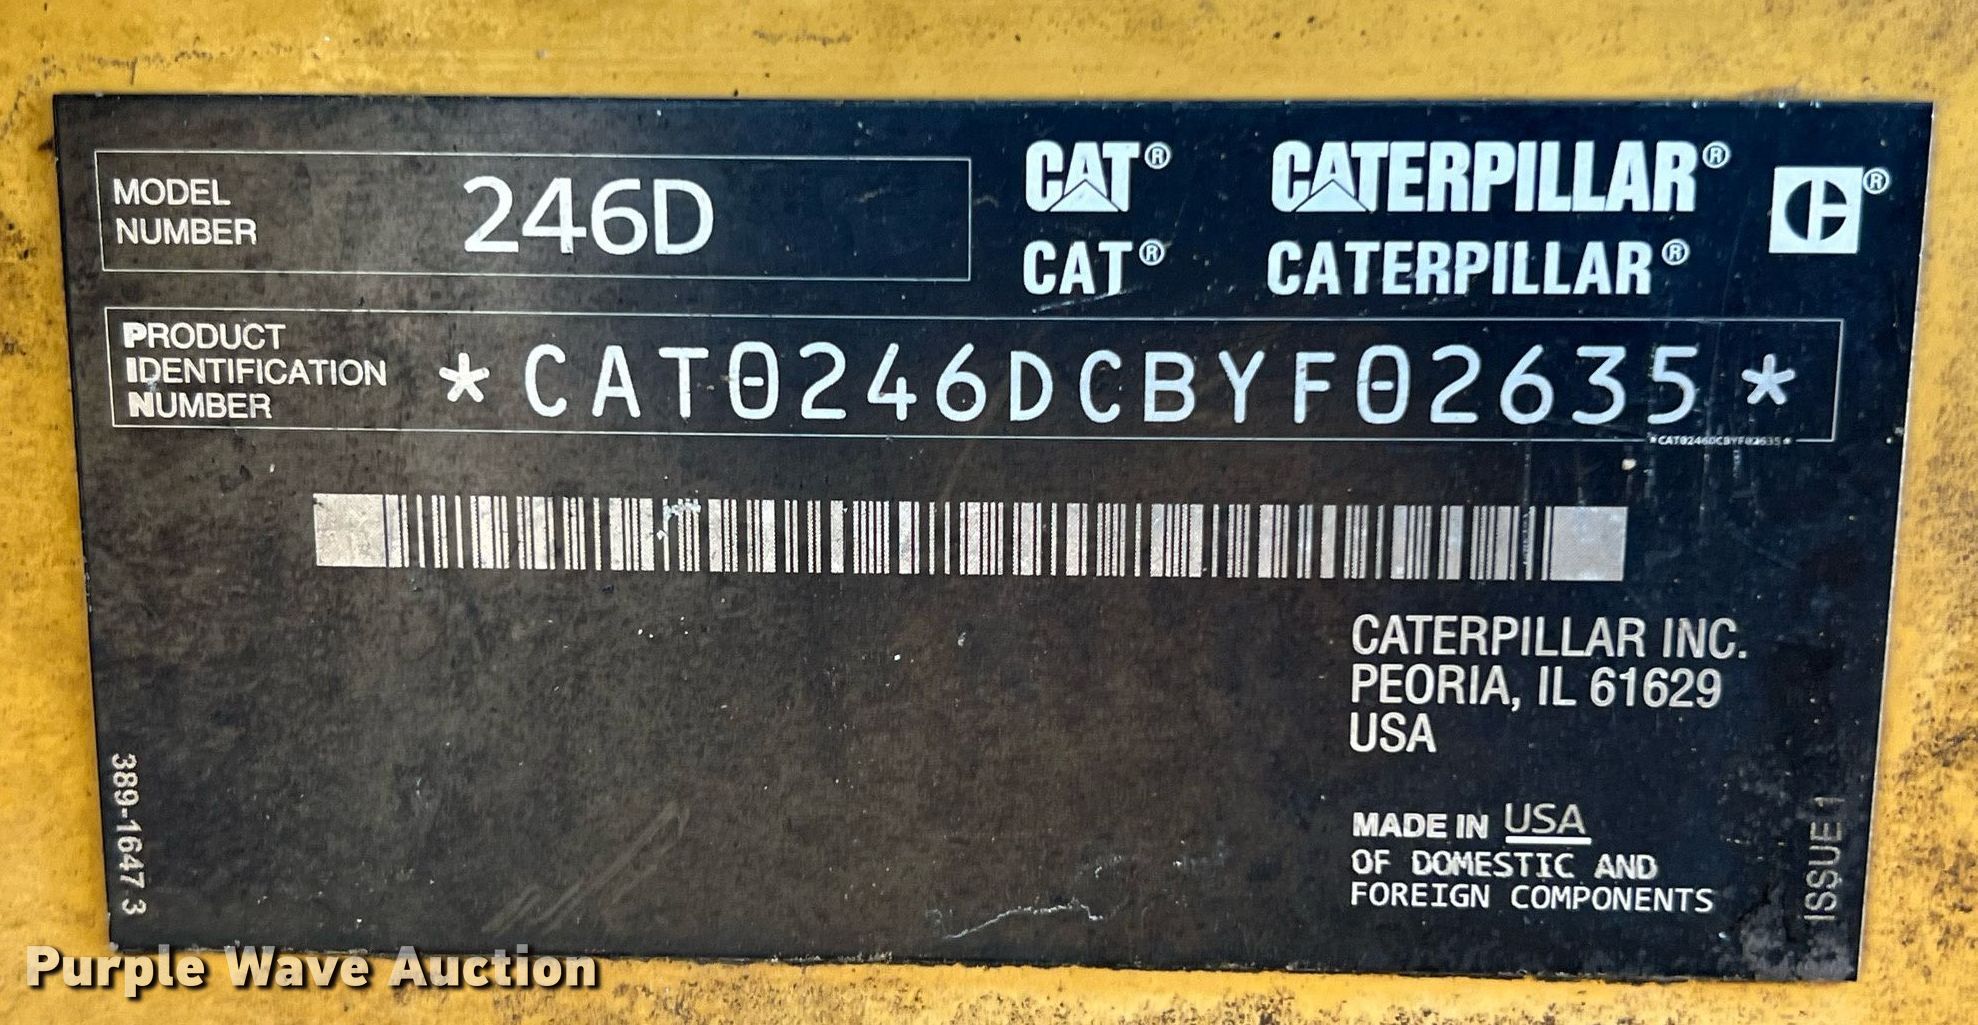 MODEL
NUMBER
246D
CAT® CATERPILLAR®
CAT® CATERPILLAR®
PRODUCT
IDENTIFICATION
NUMBER
*CAT0246DCBYF02635*
*CAT0246DCBYF02635*
CATERPILLAR INC.
PEORIA, IL 61629
USA
MADE IN USA
OF DOMESTIC AND
FOREIGN COMPONENTS
389-1647 3
ISSUE 1
Purple Wave Auction